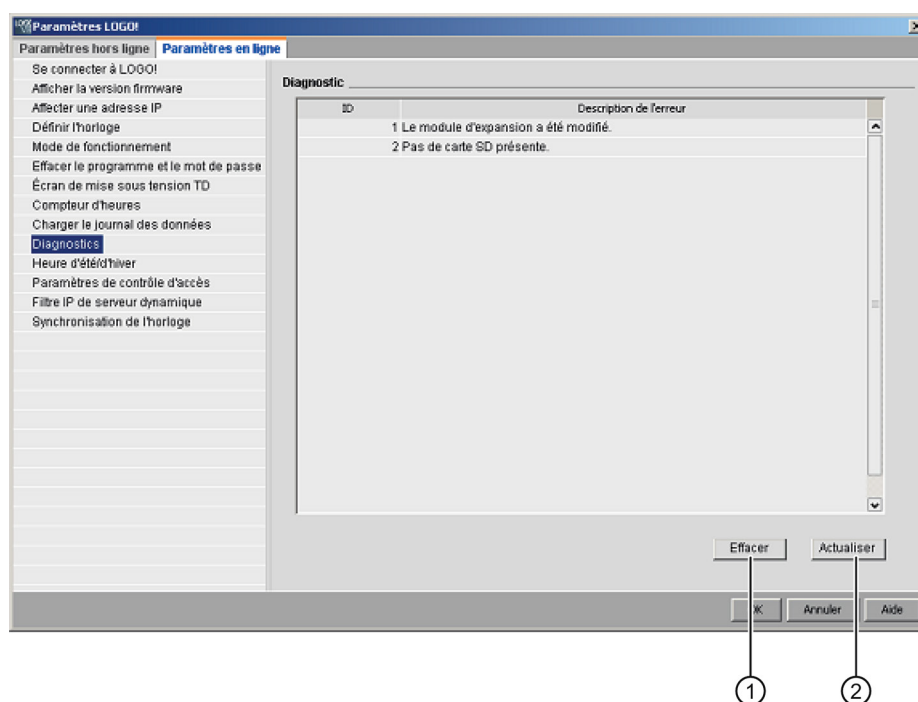 Paramètres LOGO!
Paramètres hors ligne Paramètres en ligne
Se connecter à LOGO!
Afficher la version firmware
Affecter une adresse IP
Définir l'horloge
Mode de fonctionnement
Effacer le programme et le mot de passe
Écran de mise sous tension TD
Compteur d'heures
Charger le journal des données
Diagnostics
Heure d'été/d'hiver
Paramètres de contrôle d'accès
Filtre IP de serveur dynamique
Synchronisation de l'horloge
Diagnostic
ID Description de l'erreur
1 Le module d'expansion a été modifié.
2 Pas de carte SD présente.
Effacer Actualiser
OK Annuler Aide
1 2